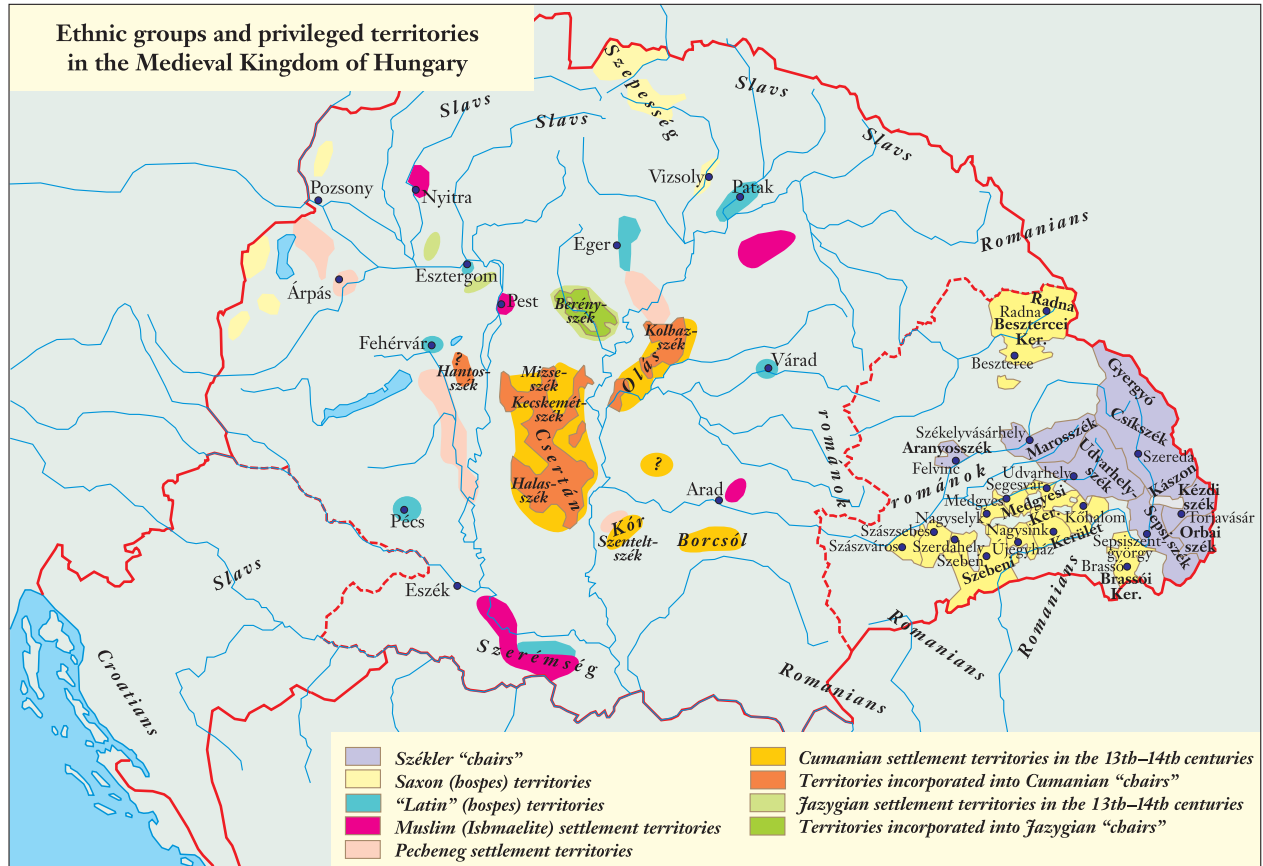 Ethnic groups and privileged territories
in the Medieval Kingdom of Hungary
Szepesség
Slavs
Slavs
Slavs
Slavs
Pozsony
Nyitra
Vizsoly
Patak
Romanians
Eger
Esztergom
Árpás
Pest
Berény-
szék
Kolbaz-
szék
Olás
Fehérvár
?
Hantos-
szék
Mizse-
szék
Kecskemét-
szék
Csertán
Halas-
szék
Várad
Radna
Radna
Besztercei
Ker.
Beszterce
Gyergyó
Csíkszék
Székelyvásárhely
Marosszék
Aranyosszék
Felvinc
Szereda
románok
románok
Udvarhely
Udvarhely-
szék
Kászon
Segesvár
Medgyes
Medgyesi
Ker.
Kézdi
szék
Nagyselyk
Kőhalom
Torjavásár
Orbai
szék
Sepsi-szék
Szászsebes
Nagysink
Kerület
Szászváros
Szerdahely
Újegyház
Sepsiszent-
györgy
Szeben
Szebeni
Brassó
Brassói
Ker.
?
Arad
Pécs
Kór
Szentelt-
szék
Borcsól
Slavs
Eszék
Szerémség
Croatians
Romanians
Romanians
Romanians
Székler “chairs”
Saxon (hospes) territories
“Latin” (hospes) territories
Muslim (Ishmaelite) settlement territories
Pecheneg settlement territories
Cumanian settlement territories in the 13th–14th centuries
Territories incorporated into Cumanian “chairs”
Jazygian settlement territories in the 13th–14th centuries
Territories incorporated into Jazygian “chairs”